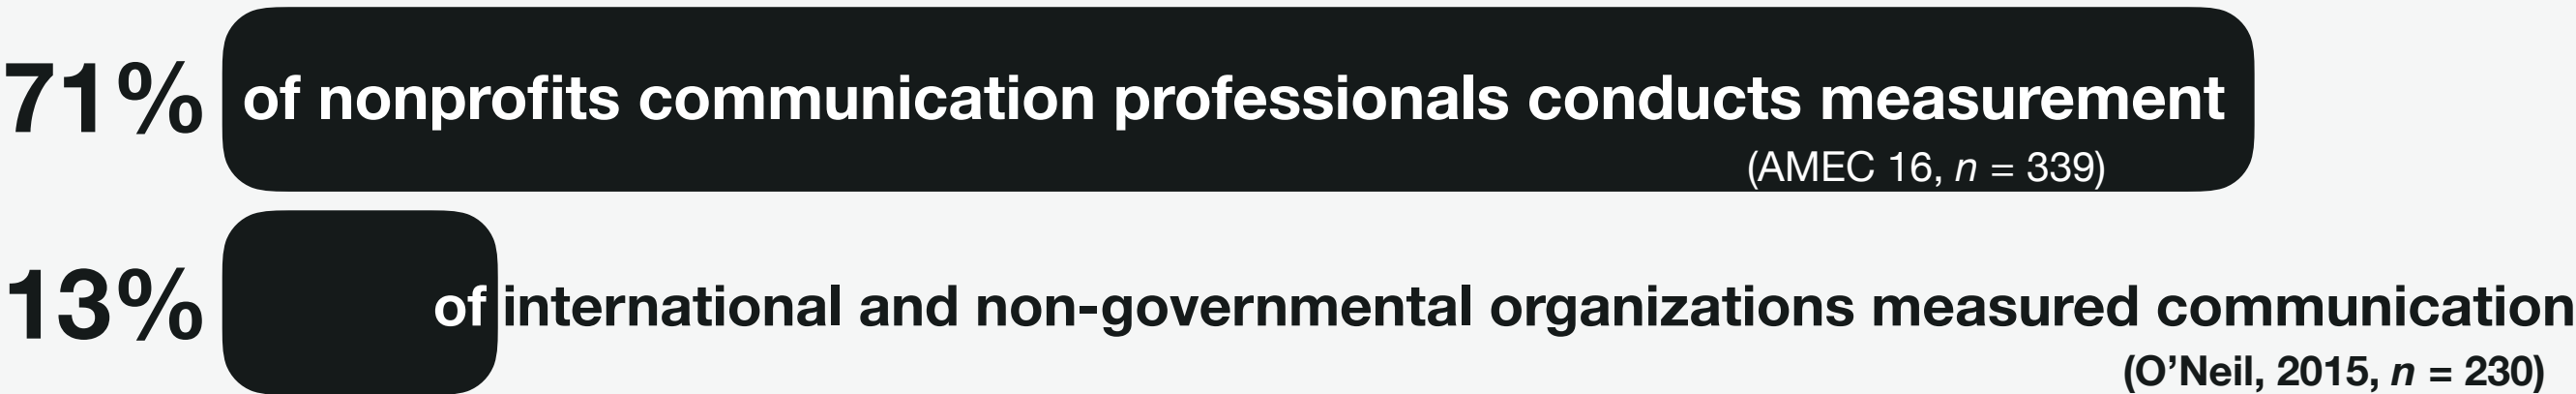 71% of nonprofits communication professionals conducts measurement
(AMEC 16, n = 339)
13% of international and non-governmental organizations measured communication
(O’Neil, 2015, n = 230)